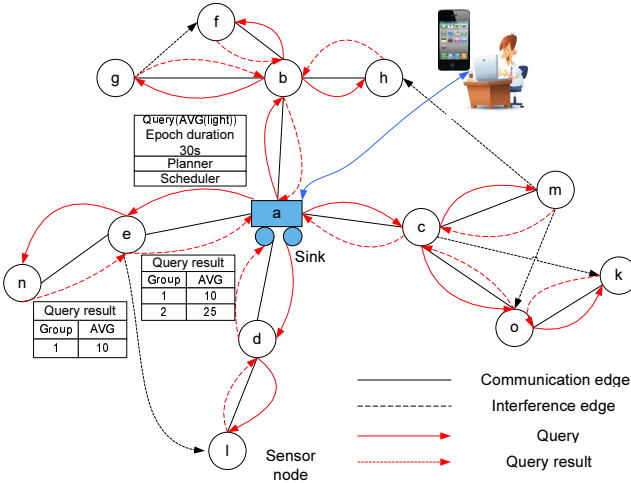 f
g
b
h
Query(AVG(light))
Epoch duration
30s
Planner
Scheduler
a
Sink
m
c
e
k
n
o
Query result
Group AVG
1 10
2 25
Query result
Group AVG
1 10
d
l
Sensor
node
Communication edge
Interference edge
Query
Query result